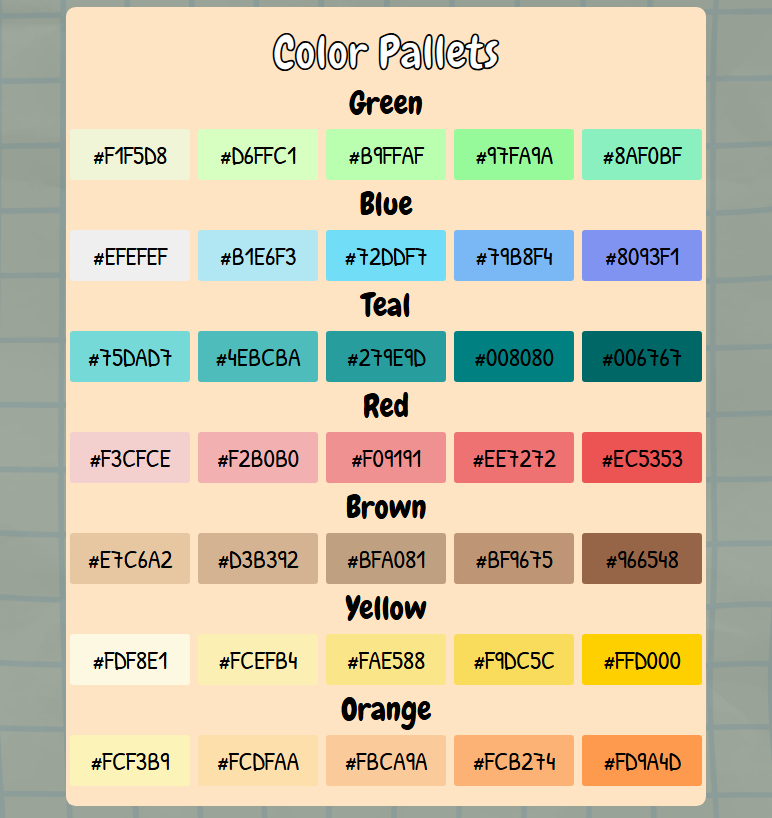 Color Pallets
Green
#F1F5D8 #D6FFC1 #B9FFAF #97FA9A #8AF0BF
Blue
#EFEFEF #B1E6F3 #72DDF7 #79B8F4 #8093F1
Teal
#75DAD7 #4EBCBA #279E9D #008080 #006767
Red
#F3CFCE #F2B0B0 #F09191 #EE7272 #EC5353
Brown
#E7C6A2 #D3B392 #BFA081 #BF9675 #966548
Yellow
#FDF8E1 #FCEFB4 #FAE588 #F9DC5C #FFD000
Orange
#FCF3B9 #FCDFAA #FBCA9A #FCB274 #FD9A4D